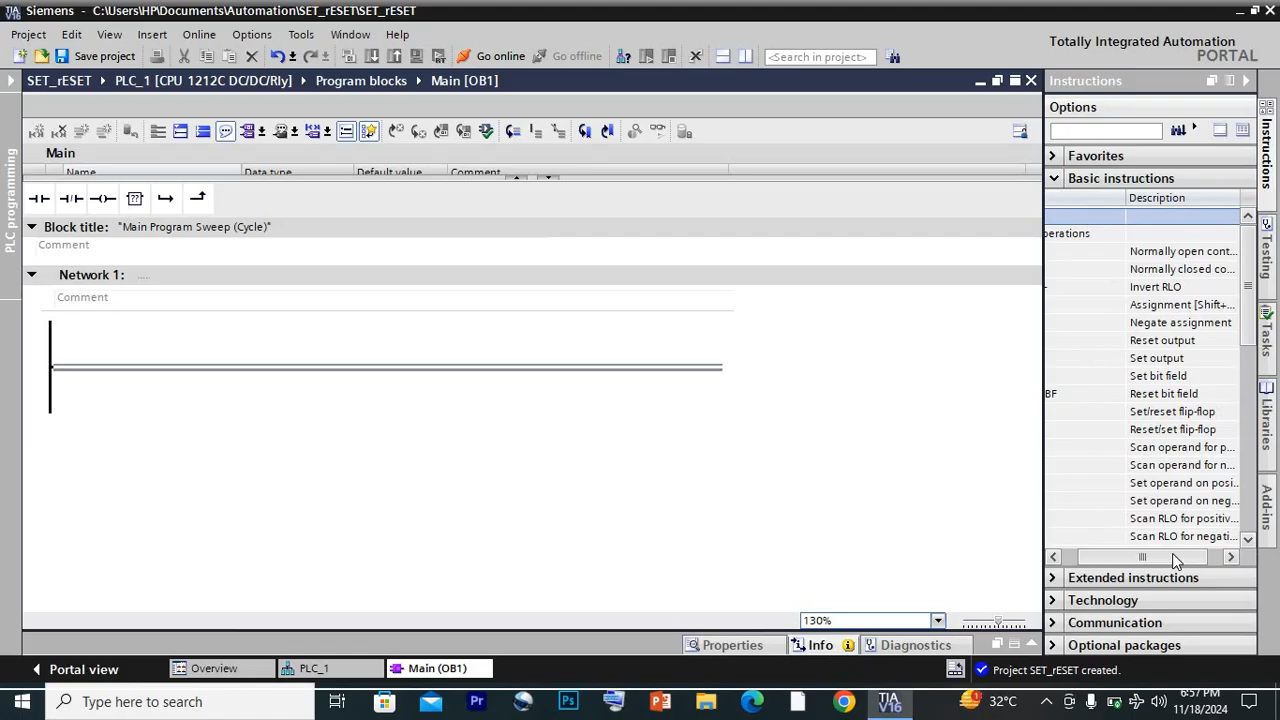 Siemens - C:\Users\HP\Documents\Automation\SET_rESET\SET_rESET
TIA
V16
Project Edit View Insert Online Options Tools Window Help
Totally Integrated Automation
PORTAL
Save project
Go online
Go offline
<Search in project>
SET_rESET PLC_1 [CPU 1212C DC/DC/Rly] Program blocks Main [OB1]
Instructions
Options
PLC programming
Main
Name Data type Default value Comment
Favorites
Basic instructions
Description
??
Block title: "Main Program Sweep (Cycle)"
Comment
Network 1: .....
Comment
perations
Normally open cont...
Normally closed co...
Invert RLO
Assignment [Shift+...
Negate assignment
Reset output
Set output
Set bit field
BF Reset bit field
Set/reset flip-flop
Reset/set flip-flop
Scan operand for p...
Scan operand for n...
Set operand on posi...
Set operand on neg...
Scan RLO for positiv...
Scan RLO for negati...
Extended instructions
Technology
Communication
Optional packages
Instructions
Testing
Tasks
Libraries
Add-ins
130%
Properties Info Diagnostics
Portal view Overview PLC_1 Main (OB1)
Project SET_rESET created.
Type here to search
Pr
Ps
TIA
V16
32°C
6:57 PM
11/18/2024